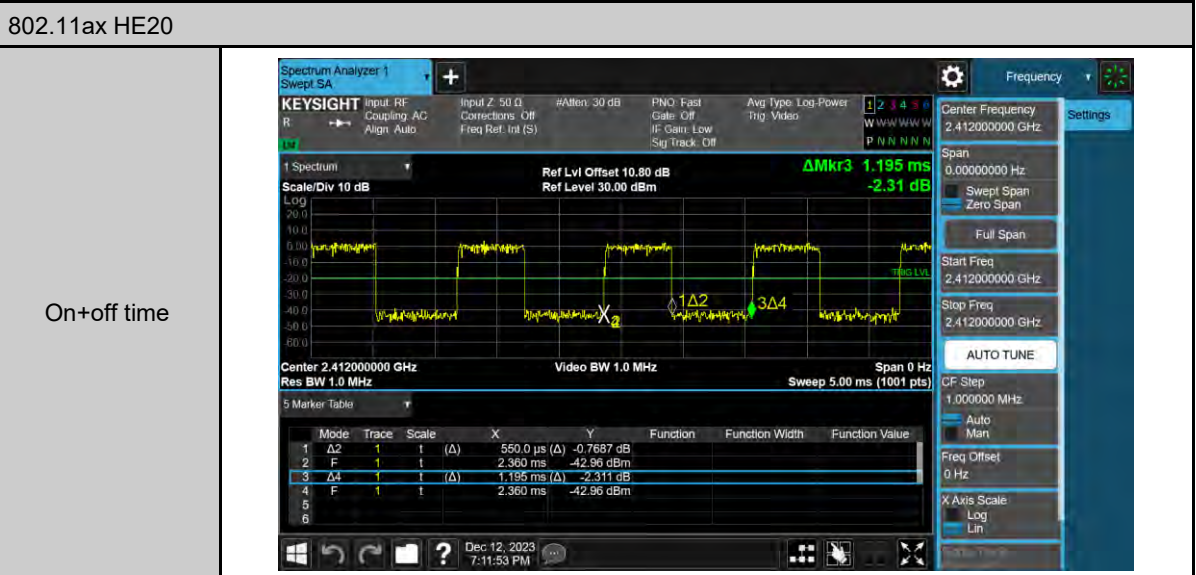 802.11ax HE20
On+off time
Spectrum Analyzer 1
Swept SA
Frequency
KEYSIGHT
R
Input: RF
Coupling: AC
Align: Auto
Input Z: 50 Ω
Corrections: Off
Freq Ref: Int (S)
#Atten: 30 dB
PNO: Fast
Gate: Off
IF Gain: Low
Sig Track: Off
Avg Type: Log-Power
Trig: Video
1 2 3 4 5 6
W W W W W W
P N N N N N
1 Spectrum
Scale/Div 10 dB
Ref Lvl Offset 10.80 dB
Ref Level 30.00 dBm
ΔMkr3 1.195 ms
-2.31 dB
Log
20.0
10.0
0.00
-10.0
-20.0
-30.0
-40.0
-50.0
-60.0
TRIG LVL
1Δ2
3Δ4
Center 2.412000000 GHz
Video BW 1.0 MHz
Span 0 Hz
Res BW 1.0 MHz
Sweep 5.00 ms (1001 pts)
5 Marker Table
Mode Trace Scale X Y Function Function Width Function Value
1 Δ2 1 t (Δ) 550.0 µs (Δ) -0.7687 dB
2 F 1 t 2.360 ms -42.96 dBm
3 Δ4 1 t (Δ) 1.195 ms (Δ) -2.311 dB
4 F 1 t 2.360 ms -42.96 dBm
5
6
Dec 12, 2023
7:11:53 PM
Settings
Center Frequency
2.412000000 GHz
Span
0.00000000 Hz
Swept Span
Zero Span
Full Span
Start Freq
2.412000000 GHz
Stop Freq
2.412000000 GHz
AUTO TUNE
CF Step
1.000000 MHz
Auto
Man
Freq Offset
0 Hz
X Axis Scale
Log
Lin